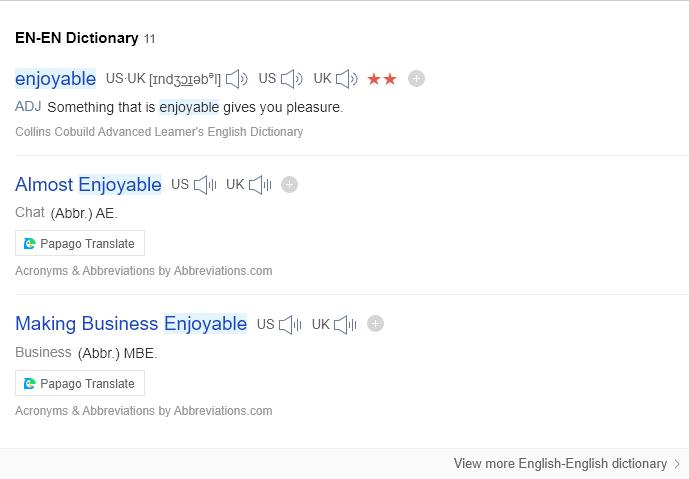 EN-EN Dictionary 11
enjoyable US·UK [ɪndʒɔɪəbᵊl] US UK
ADJ Something that is enjoyable gives you pleasure.
Collins Cobuild Advanced Learner's English Dictionary
Almost Enjoyable US UK
Chat (Abbr.) AE.
Papago Translate
Acronyms & Abbreviations by Abbreviations.com
Making Business Enjoyable US UK
Business (Abbr.) MBE.
Papago Translate
Acronyms & Abbreviations by Abbreviations.com
View more English-English dictionary